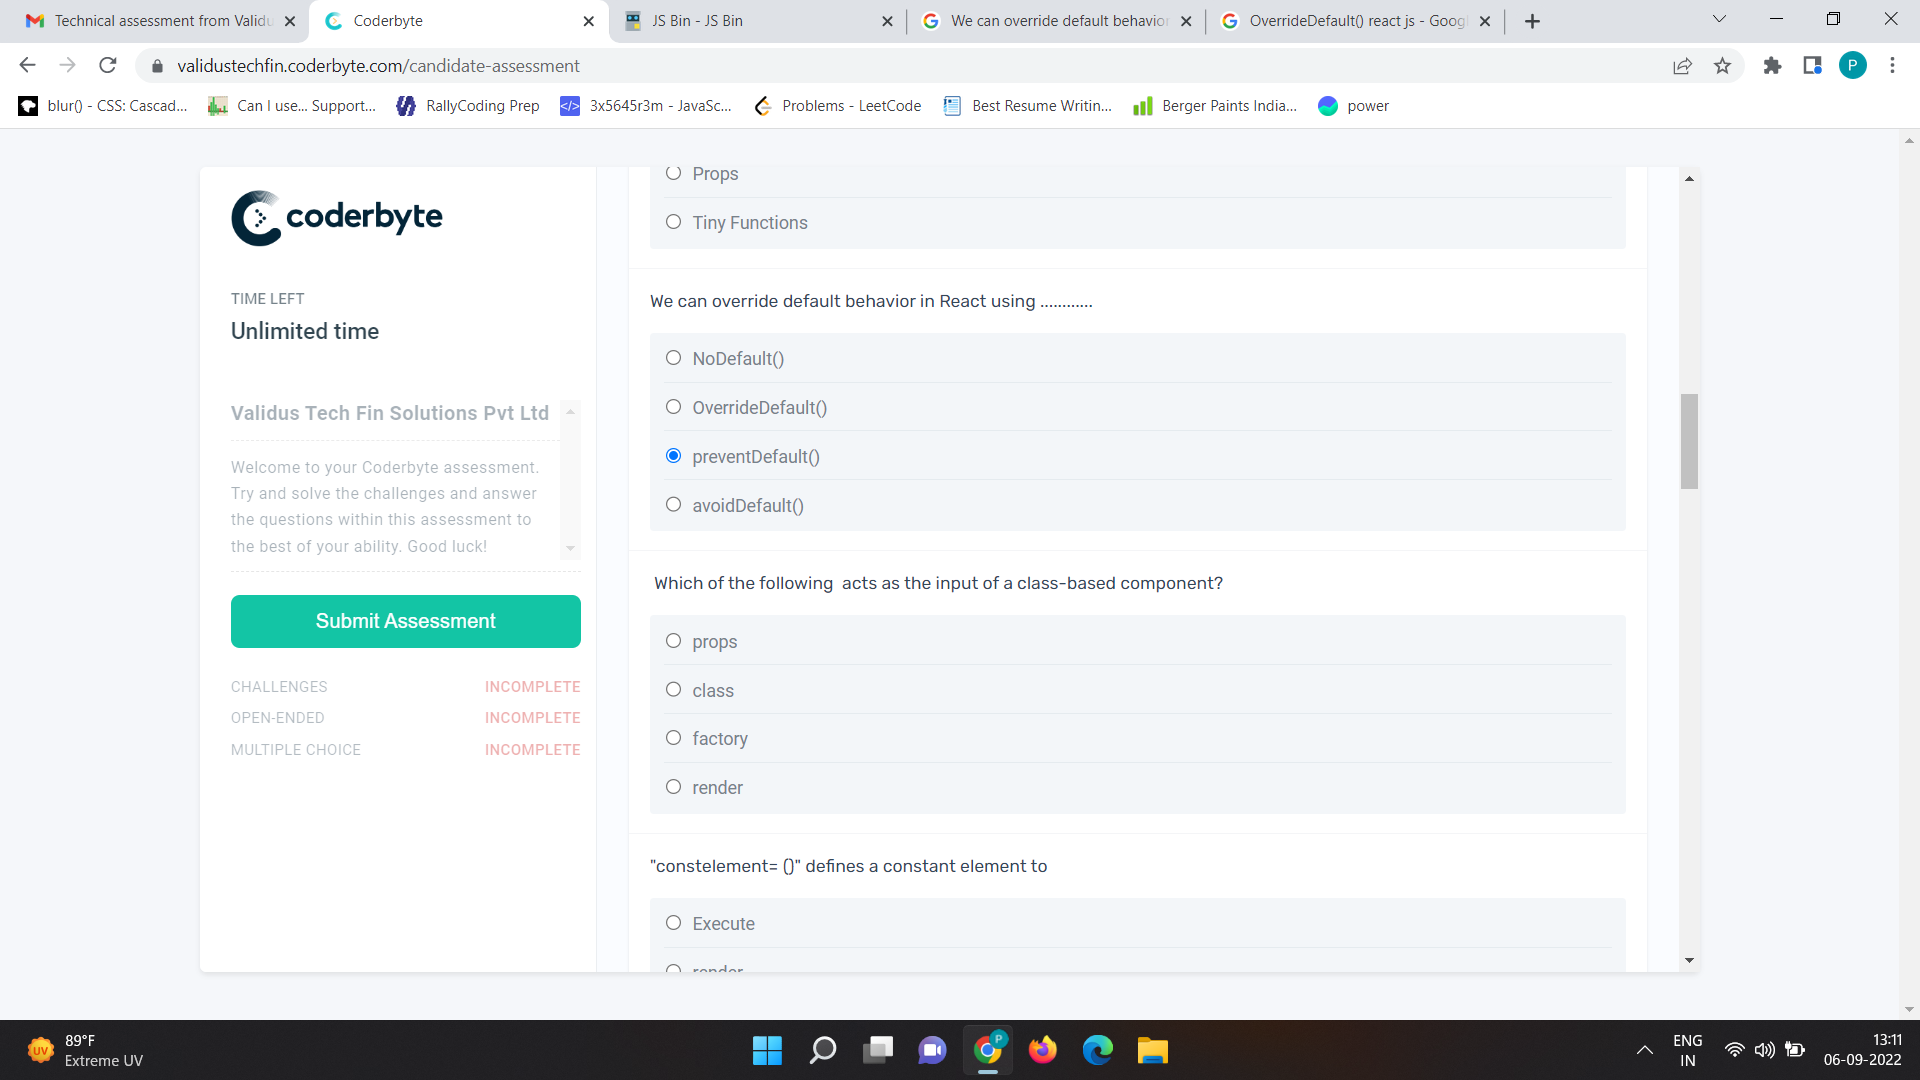 Technical assessment from Validu
Coderbyte
JS Bin - JS Bin
We can override default behavior
OverrideDefault() react js - Goog
validustechfin.coderbyte.com/candidate-assessment
P
blur() - CSS: Cascad...
Can I use... Support...
RallyCoding Prep
3x5645r3m - JavaSc...
Problems - LeetCode
Best Resume Writin...
Berger Paints India...
power
coderbyte
TIME LEFT
Unlimited time
Validus Tech Fin Solutions Pvt Ltd
Welcome to your Coderbyte assessment.
Try and solve the challenges and answer
the questions within this assessment to
the best of your ability. Good luck!
Submit Assessment
CHALLENGES INCOMPLETE
OPEN-ENDED INCOMPLETE
MULTIPLE CHOICE INCOMPLETE
Props
Tiny Functions
We can override default behavior in React using ............
NoDefault()
OverrideDefault()
preventDefault()
avoidDefault()
Which of the following  acts as the input of a class-based component?
props
class
factory
render
"constelement= ()" defines a constant element to
Execute
render
UV
89°F
Extreme UV
P
ENG
IN
13:11
06-09-2022